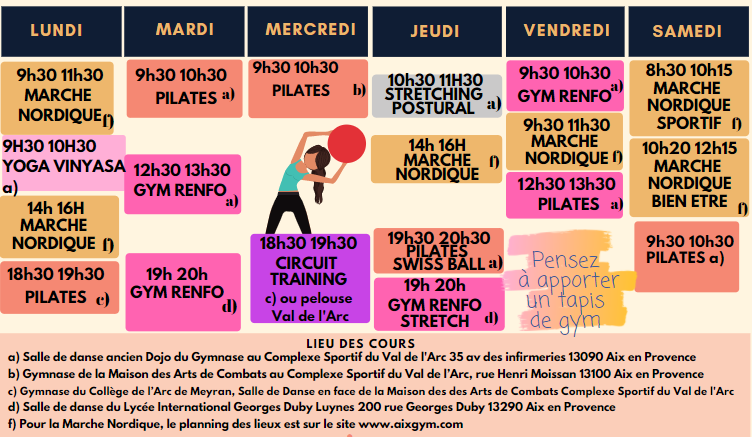 LUNDI
MARDI
MERCREDI
JEUDI
VENDREDI
SAMEDI
9h30 11h30
MARCHE
NORDIQUE f)
9H30 10H30
YOGA VINYASA
a)
14h 16H
MARCHE
NORDIQUE f)
18h30 19h30
PILATES c)
9h30 10h30
PILATES a)
12h30 13h30
GYM RENFO
a)
19h 20h
GYM RENFO
d)
9h30 10h30
PILATES b)
18h30 19h30
CIRCUIT
TRAINING
c) ou pelouse
Val de l'Arc
10h30 11H30
STRETCHING
POSTURAL a)
14h 16H
MARCHE f)
NORDIQUE
19h30 20h30
PILATES
SWISS BALL a)
19h 20h
GYM RENFO
STRETCH d)
9h30 10h30
GYM RENFO a)
9h30 11h30
MARCHE
NORDIQUE f)
12h30 13h30
PILATES a)
Pensez
à apporter
un tapis
de gym
8h30 10h15
MARCHE
NORDIQUE
SPORTIF f)
10h20 12h15
MARCHE
NORDIQUE
BIEN ETRE f)
9h30 10h30
PILATES a)
LIEU DES COURS
a) Salle de danse ancien Dojo du Gymnase au Complexe Sportif du Val de l'Arc 35 av des infirmeries 13090 Aix en Provence
b) Gymnase de la Maison des Arts de Combats au Complexe Sportif du Val de l'Arc, rue Henri Moissan 13100 Aix en Provence
c) Gymnase du Collège de l'Arc de Meyran, Salle de Danse en face de la Maison des des Arts de Combats Complexe Sportif du Val de l'Arc
d) Salle de danse du Lycée International Georges Duby Luynes 200 rue Georges Duby 13290 Aix en Provence
f) Pour la Marche Nordique, le planning des lieux est sur le site www.aixgym.com